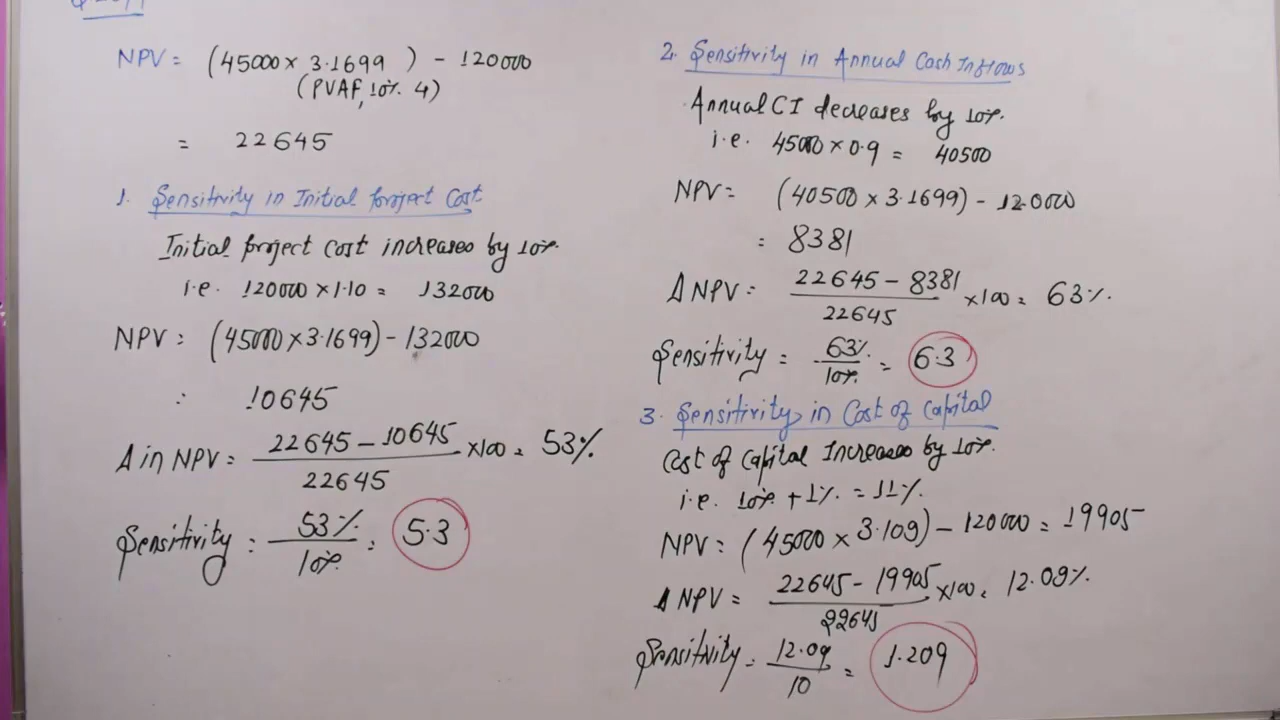 NPV = (45000 × 3.1699) - 120000
(PVAF, 10%. 4)
= 22645
1. Sensitivity in Initial Project Cost
Initial project cost increases by 10%.
i.e. 120000 × 1.10 = 132000
NPV = (45000 × 3.1699) - 132000
: 10645
Δ in NPV = 22645 - 10645 ×100 = 53%
22645
Sensitivity = 53% = 5.3
10%.
2. Sensitivity in Annual Cash Inflows
Annual CI decreases by 10%.
i.e. 45000 × 0.9 = 40500
NPV = (40500 × 3.1699) - 120000
= 8381
Δ NPV = 22645 - 8381 ×100 = 63%.
22645
Sensitivity = 63% = 6.3
10%.
3. Sensitivity in Cost of Capital
Cost of Capital Increases by 10%.
i.e. 10% + 1% = 11%.
NPV = (45000 × 3.109) - 120000 = 19905
Δ NPV = 22645 - 19905 ×100 = 12.09%.
22645
Sensitivity = 12.09 = 1.209
10